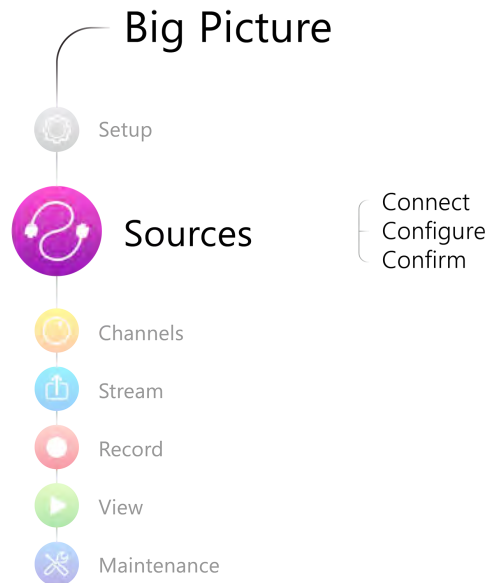 Big Picture
Setup
Sources
Connect
Configure
Confirm
Channels
Stream
Record
View
Maintenance